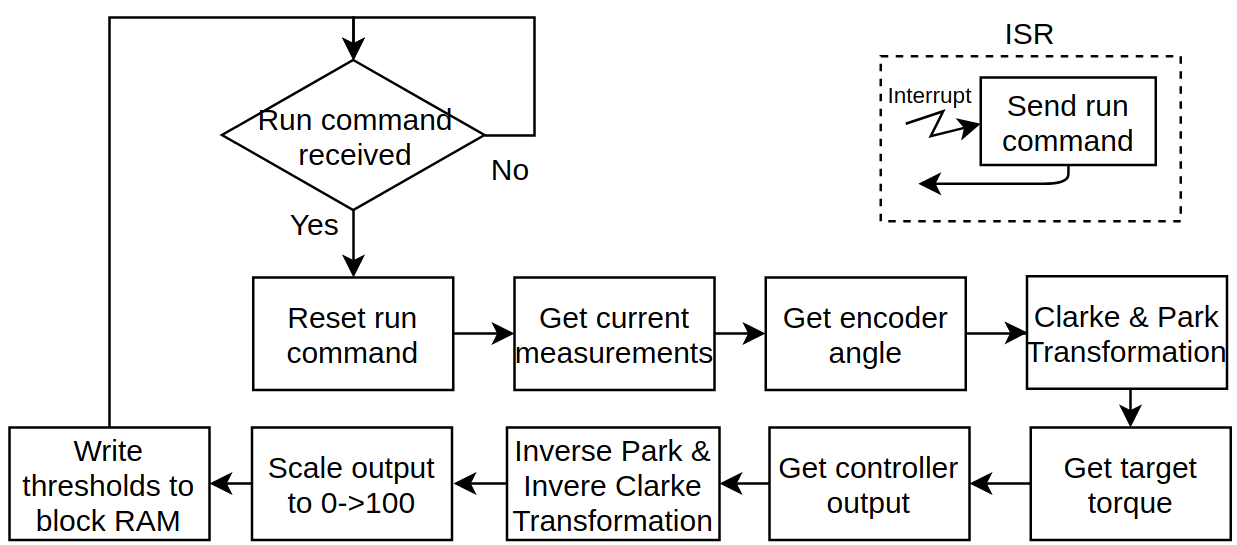 ISR
Interrupt
Send run
command
Run command
received
No
Yes
Reset run
command
Get current
measurements
Get encoder
angle
Clarke & Park
Transformation
Get target
torque
Get controller
output
Inverse Park &
Invere Clarke
Transformation
Scale output
to 0->100
Write
thresholds to
block RAM